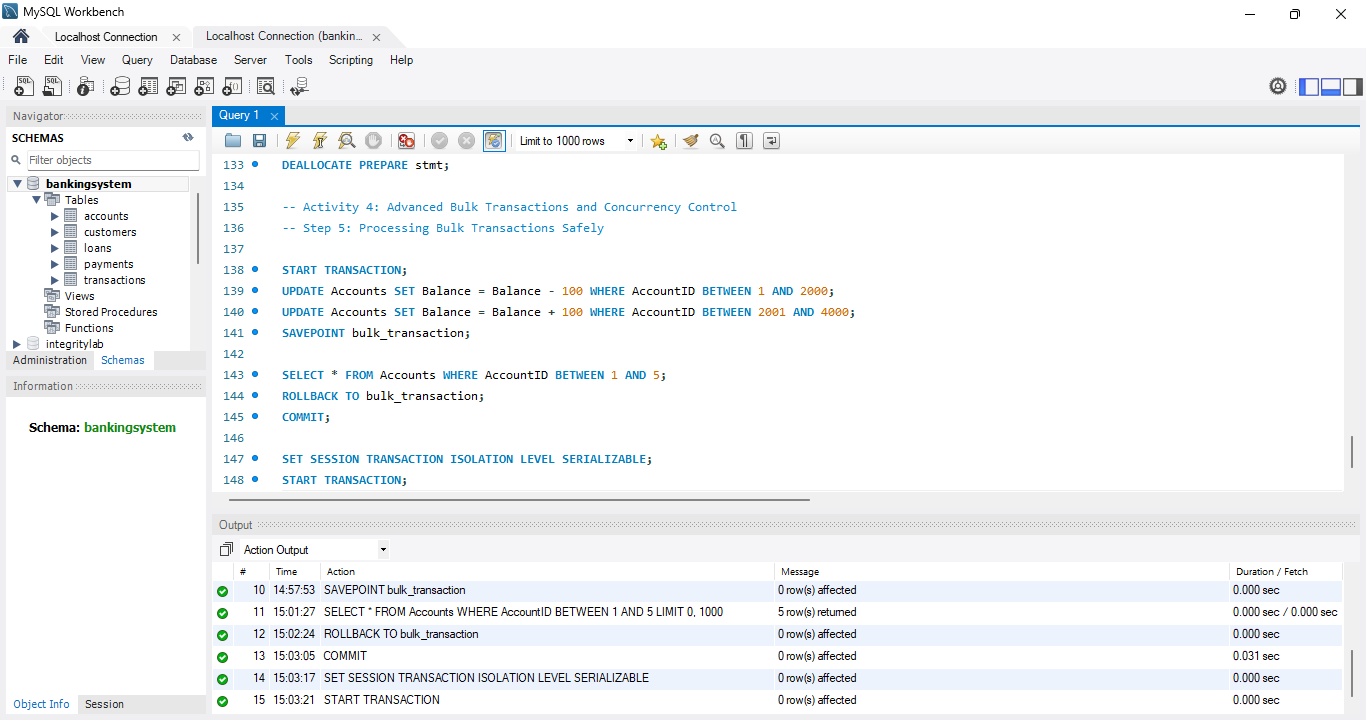 MySQL Workbench
Localhost Connection
Localhost Connection (bankin...
File Edit View Query Database Server Tools Scripting Help
Navigator
SCHEMAS
Filter objects
bankingsystem
Tables
accounts
customers
loans
payments
transactions
Views
Stored Procedures
Functions
integritylab
Administration Schemas
Information
Schema: bankingsystem
Object Info Session
Query 1
Limit to 1000 rows
133 DEALLOCATE PREPARE stmt;
134
135 -- Activity 4: Advanced Bulk Transactions and Concurrency Control
136 -- Step 5: Processing Bulk Transactions Safely
137
138 START TRANSACTION;
139 UPDATE Accounts SET Balance = Balance - 100 WHERE AccountID BETWEEN 1 AND 2000;
140 UPDATE Accounts SET Balance = Balance + 100 WHERE AccountID BETWEEN 2001 AND 4000;
141 SAVEPOINT bulk_transaction;
142
143 SELECT * FROM Accounts WHERE AccountID BETWEEN 1 AND 5;
144 ROLLBACK TO bulk_transaction;
145 COMMIT;
146
147 SET SESSION TRANSACTION ISOLATION LEVEL SERIALIZABLE;
148 START TRANSACTION;
Output
Action Output
# Time Action Message Duration / Fetch
10 14:57:53 SAVEPOINT bulk_transaction 0 row(s) affected 0.000 sec
11 15:01:27 SELECT * FROM Accounts WHERE AccountID BETWEEN 1 AND 5 LIMIT 0, 1000 5 row(s) returned 0.000 sec / 0.000 sec
12 15:02:24 ROLLBACK TO bulk_transaction 0 row(s) affected 0.000 sec
13 15:03:05 COMMIT 0 row(s) affected 0.031 sec
14 15:03:17 SET SESSION TRANSACTION ISOLATION LEVEL SERIALIZABLE 0 row(s) affected 0.000 sec
15 15:03:21 START TRANSACTION 0 row(s) affected 0.000 sec